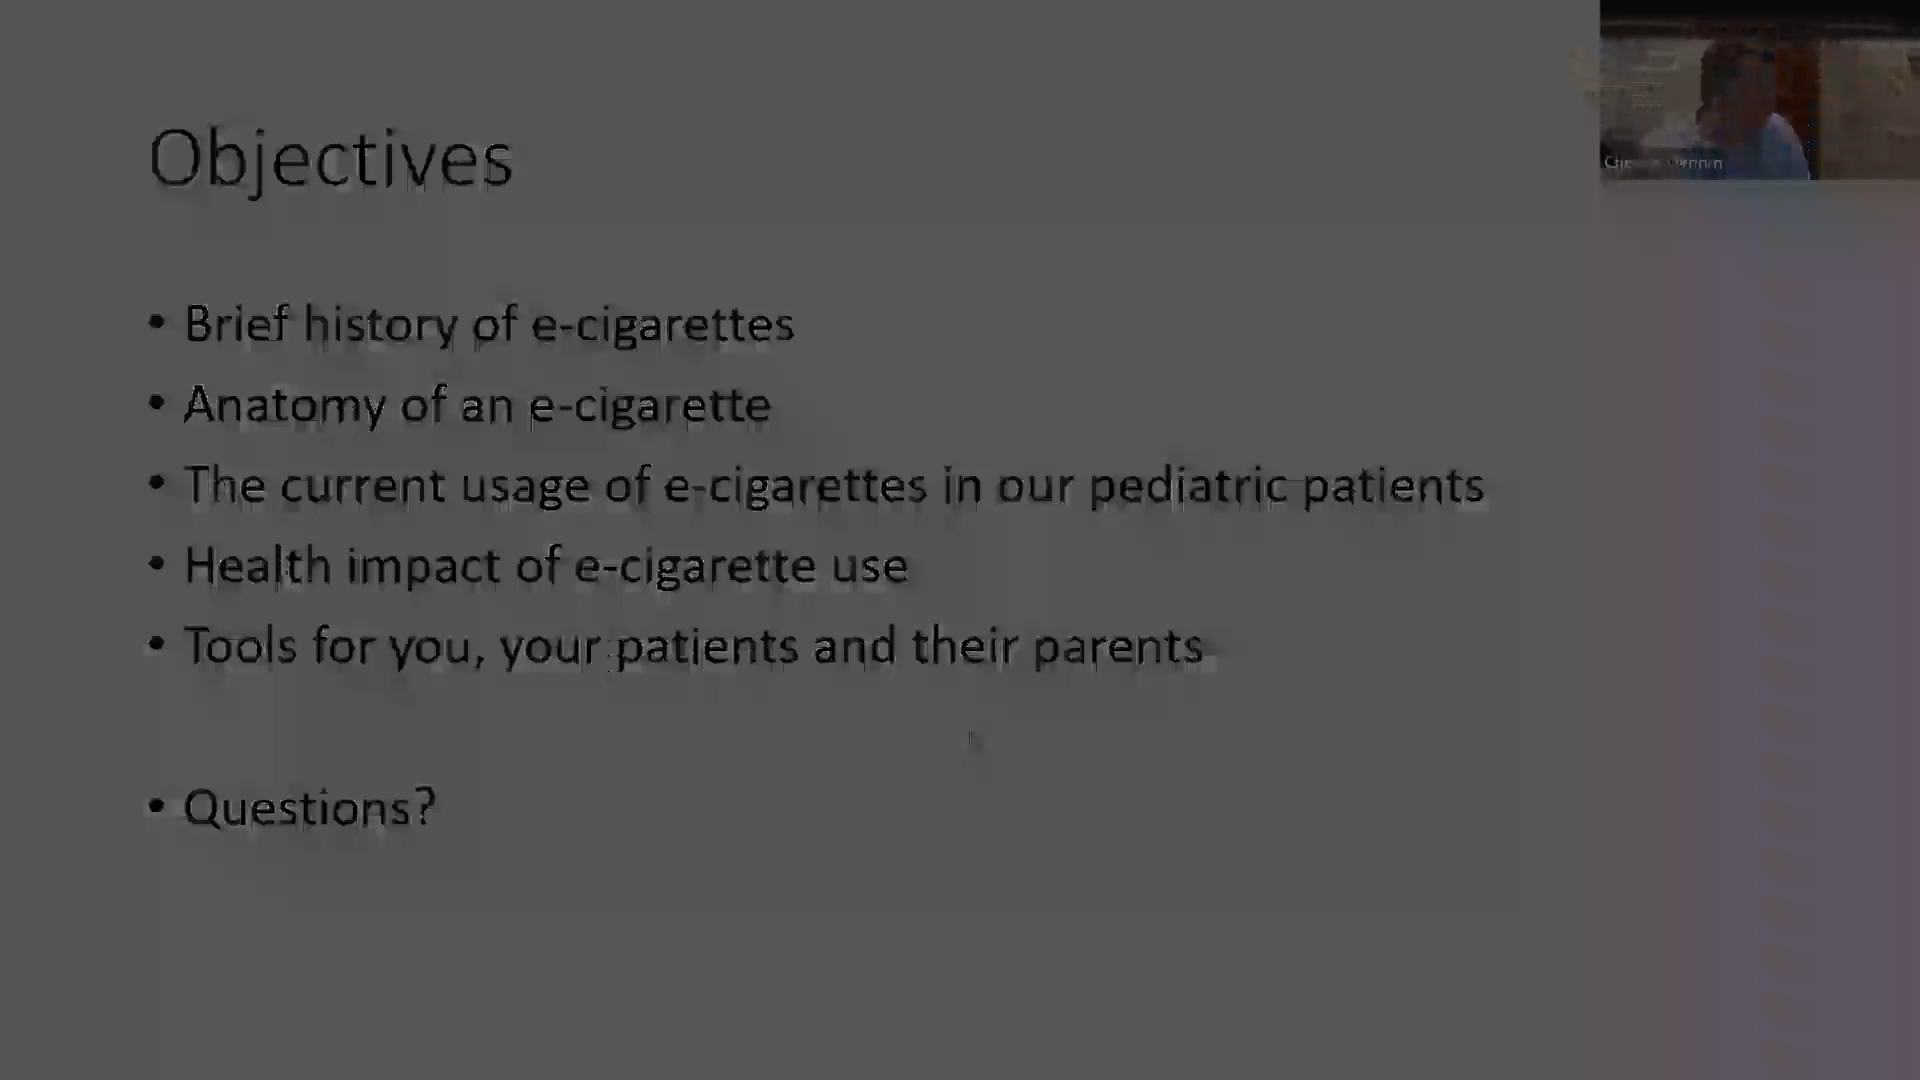 Objectives
• Brief history of e-cigarettes
• Anatomy of an e-cigarette
• The current usage of e-cigarettes in our pediatric patients
• Health impact of e-cigarette use
• Tools for you, your patients and their parents
• Questions?